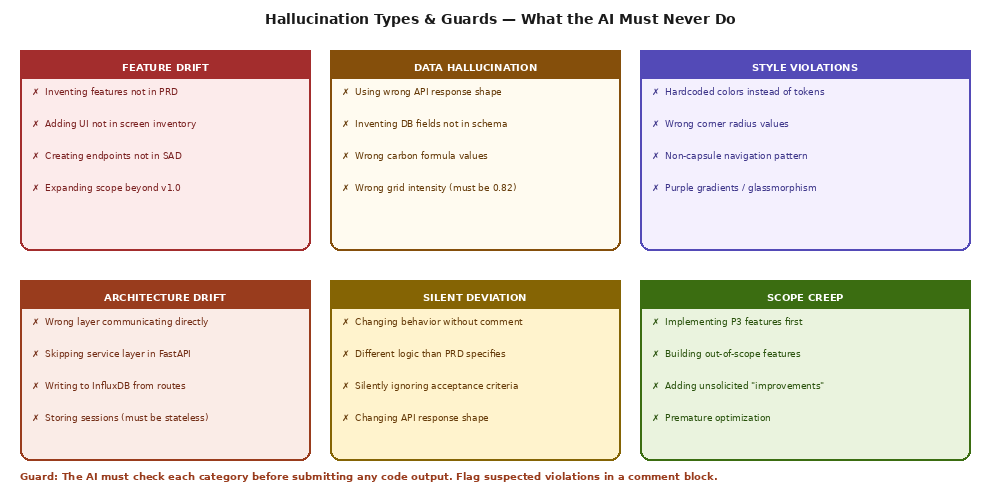 Hallucination Types & Guards — What the AI Must Never Do
FEATURE DRIFT
✗ Inventing features not in PRD
✗ Adding UI not in screen inventory
✗ Creating endpoints not in SAD
✗ Expanding scope beyond v1.0
DATA HALLUCINATION
✗ Using wrong API response shape
✗ Inventing DB fields not in schema
✗ Wrong carbon formula values
✗ Wrong grid intensity (must be 0.82)
STYLE VIOLATIONS
✗ Hardcoded colors instead of tokens
✗ Wrong corner radius values
✗ Non-capsule navigation pattern
✗ Purple gradients / glassmorphism
ARCHITECTURE DRIFT
✗ Wrong layer communicating directly
✗ Skipping service layer in FastAPI
✗ Writing to InfluxDB from routes
✗ Storing sessions (must be stateless)
SILENT DEVIATION
✗ Changing behavior without comment
✗ Different logic than PRD specifies
✗ Silently ignoring acceptance criteria
✗ Changing API response shape
SCOPE CREEP
✗ Implementing P3 features first
✗ Building out-of-scope features
✗ Adding unsolicited "improvements"
✗ Premature optimization
Guard: The AI must check each category before submitting any code output. Flag suspected violations in a comment block.